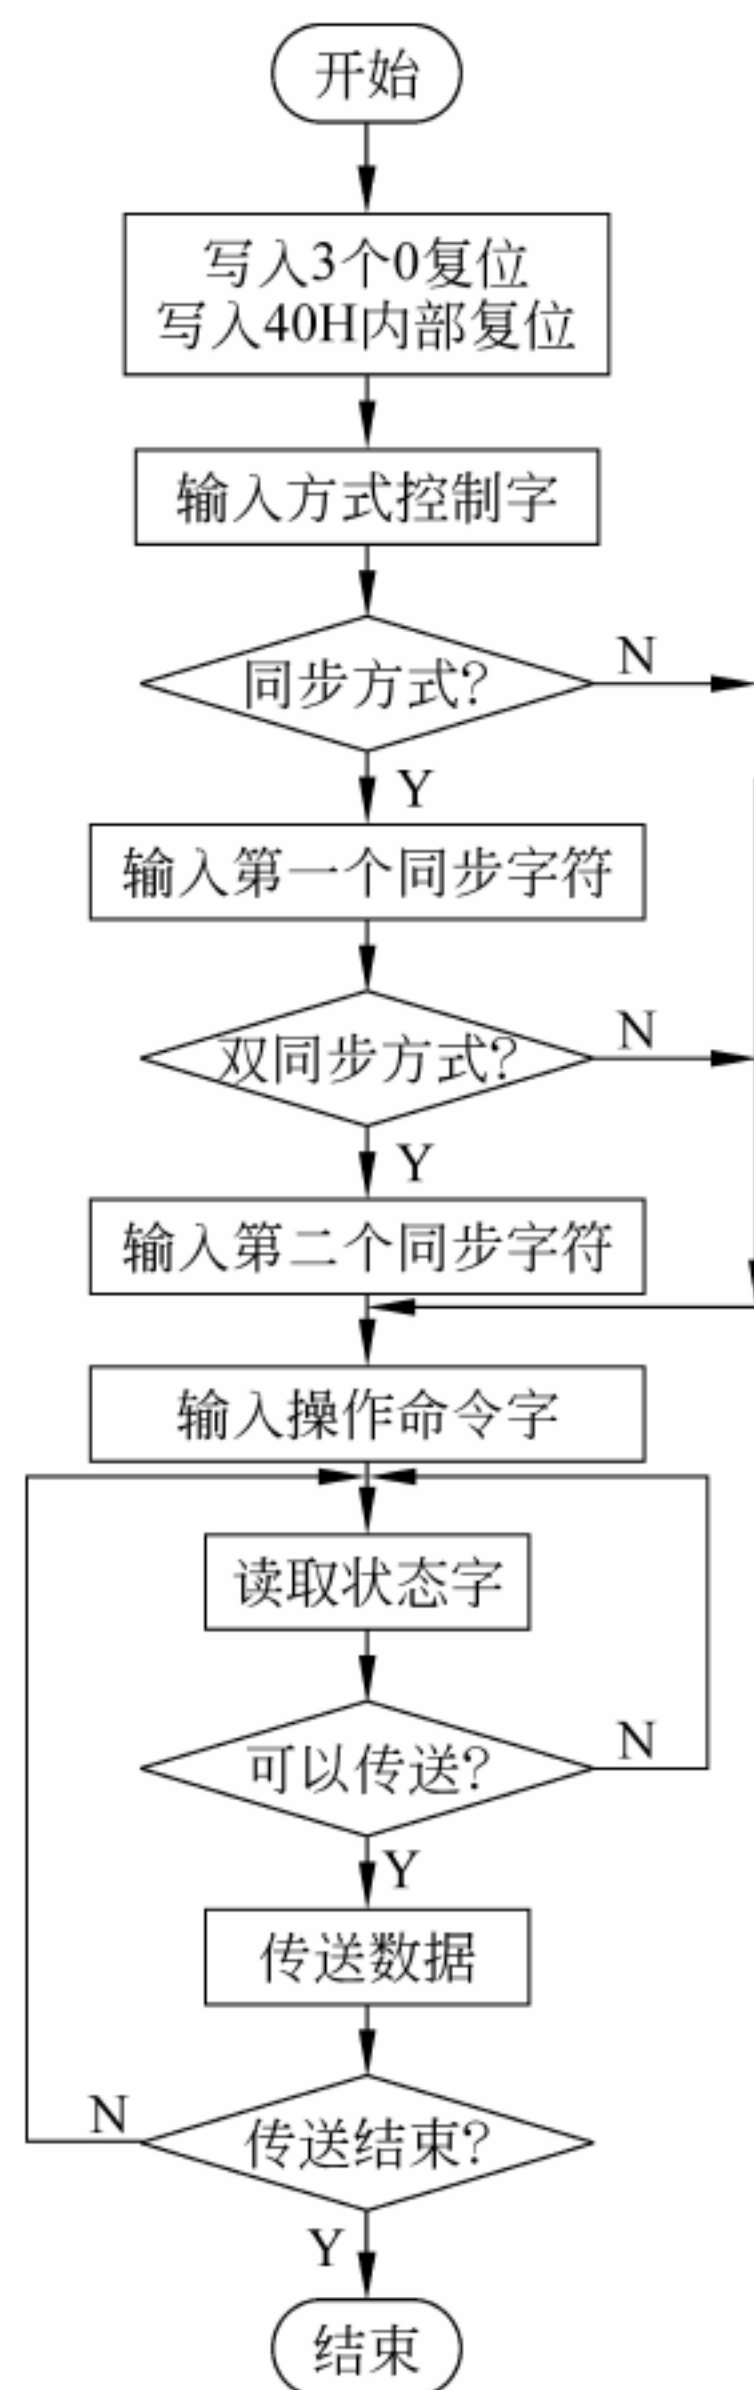 开始
写入3个0复位
写入40H内部复位
输入方式控制字
同步方式?
N
Y
输入第一个同步字符
双同步方式?
N
Y
输入第二个同步字符
输入操作命令字
读取状态字
可以传送?
N
Y
传送数据
N
传送结束?
Y
结束